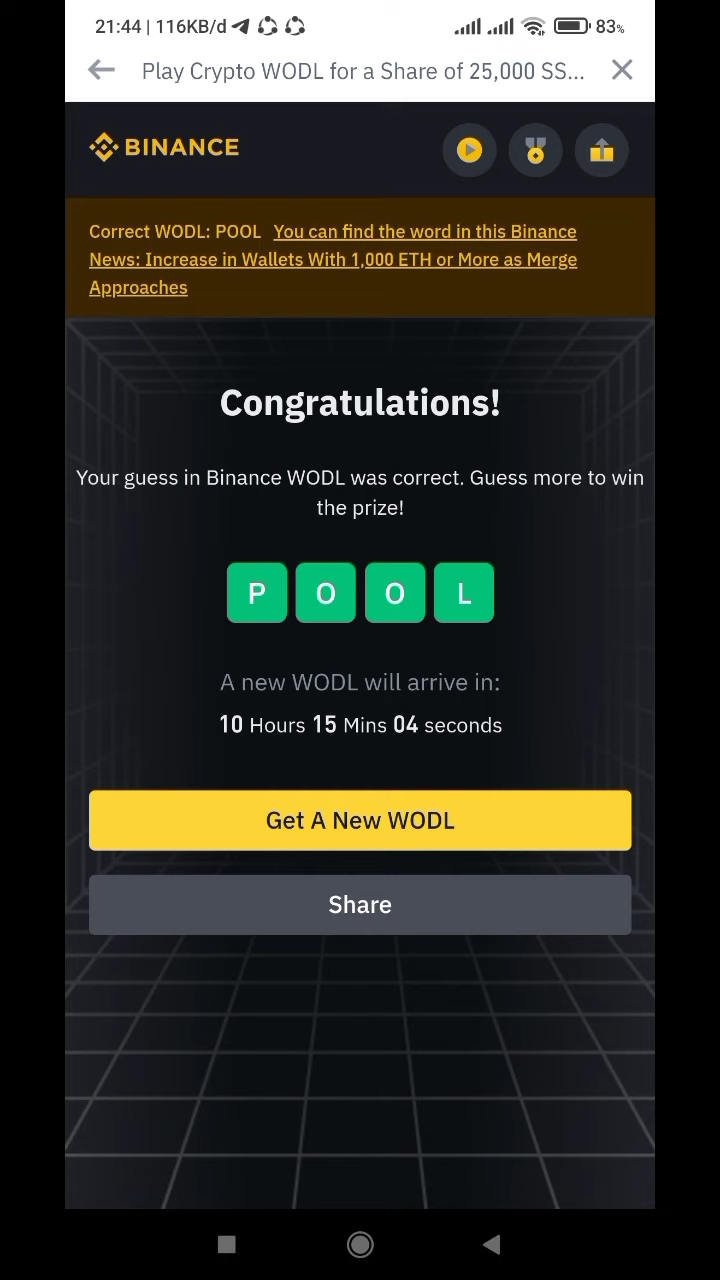 21:44 | 116KB/d 83%
Play Crypto WODL for a Share of 25,000 SS...
BINANCE
Correct WODL: POOL You can find the word in this Binance
News: Increase in Wallets With 1,000 ETH or More as Merge
Approaches
Congratulations!
Your guess in Binance WODL was correct. Guess more to win
the prize!
P O O L
A new WODL will arrive in:
10 Hours 15 Mins 04 seconds
Get A New WODL
Share